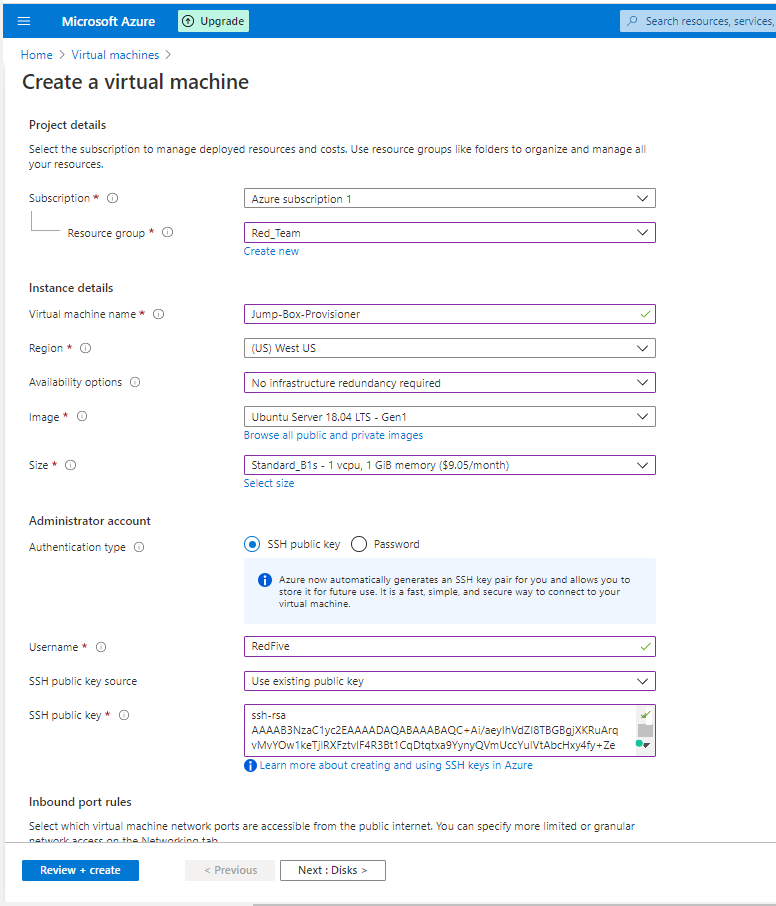 Microsoft Azure
Upgrade
Search resources, services,
Home > Virtual machines >
Create a virtual machine
Project details
Select the subscription to manage deployed resources and costs. Use resource groups like folders to organize and manage all
your resources.
Subscription *
Azure subscription 1
Resource group *
Red_Team
Create new
Instance details
Virtual machine name *
Jump-Box-Provisioner
Region *
(US) West US
Availability options
No infrastructure redundancy required
Image *
Ubuntu Server 18.04 LTS - Gen1
Browse all public and private images
Size *
Standard_B1s - 1 vcpu, 1 GiB memory ($9.05/month)
Select size
Administrator account
Authentication type
SSH public key
Password
Azure now automatically generates an SSH key pair for you and allows you to
store it for future use. It is a fast, simple, and secure way to connect to your
virtual machine.
Username *
RedFive
SSH public key source
Use existing public key
SSH public key *
ssh-rsa
Learn more about creating and using SSH keys in Azure
Inbound port rules
Select which virtual machine network ports are accessible from the public internet. You can specify more limited or granular
network access on the Networking tab.
Review + create
< Previous
Next : Disks >